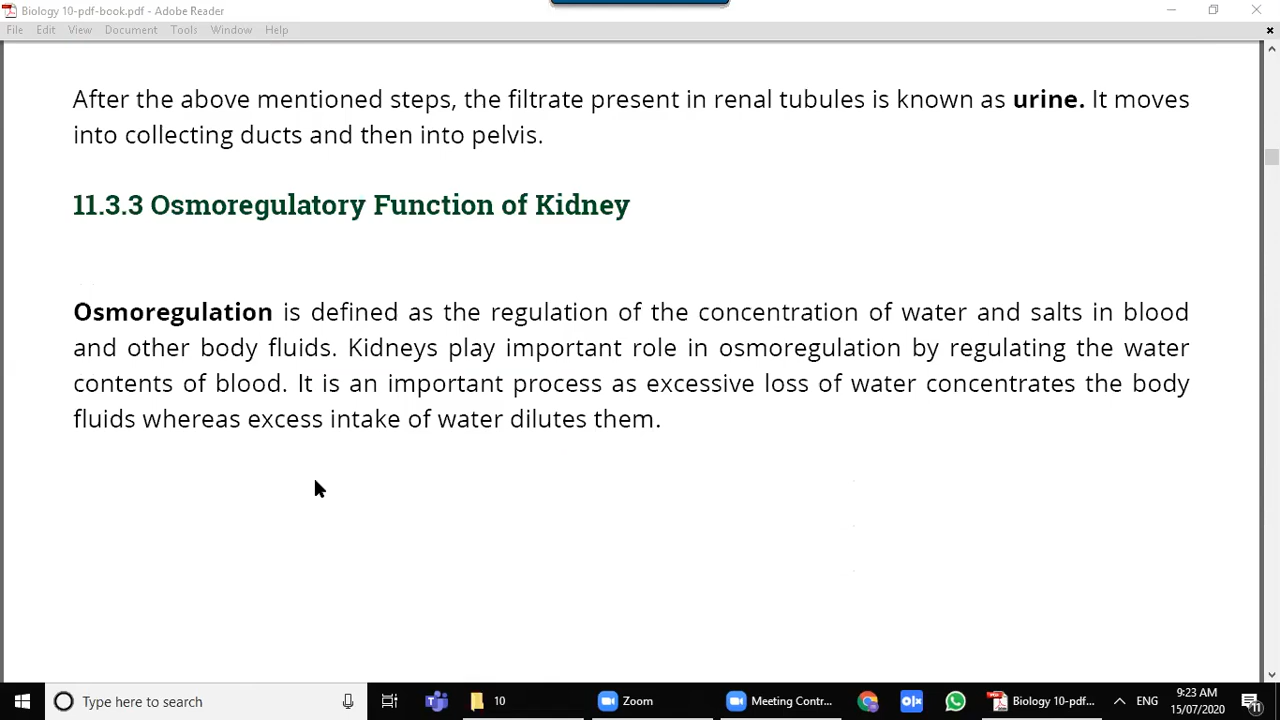 Biology 10-pdf-book.pdf - Adobe Reader
File Edit View Document Tools Window Help
After the above mentioned steps, the filtrate present in renal tubules is known as urine. It moves
into collecting ducts and then into pelvis.
11.3.3 Osmoregulatory Function of Kidney
Osmoregulation is defined as the regulation of the concentration of water and salts in blood
and other body fluids. Kidneys play important role in osmoregulation by regulating the water
contents of blood. It is an important process as excessive loss of water concentrates the body
fluids whereas excess intake of water dilutes them.
Type here to search 10 Zoom Meeting Contr... Biology 10-pdf-... ENG 9:23 AM
15/07/2020 11